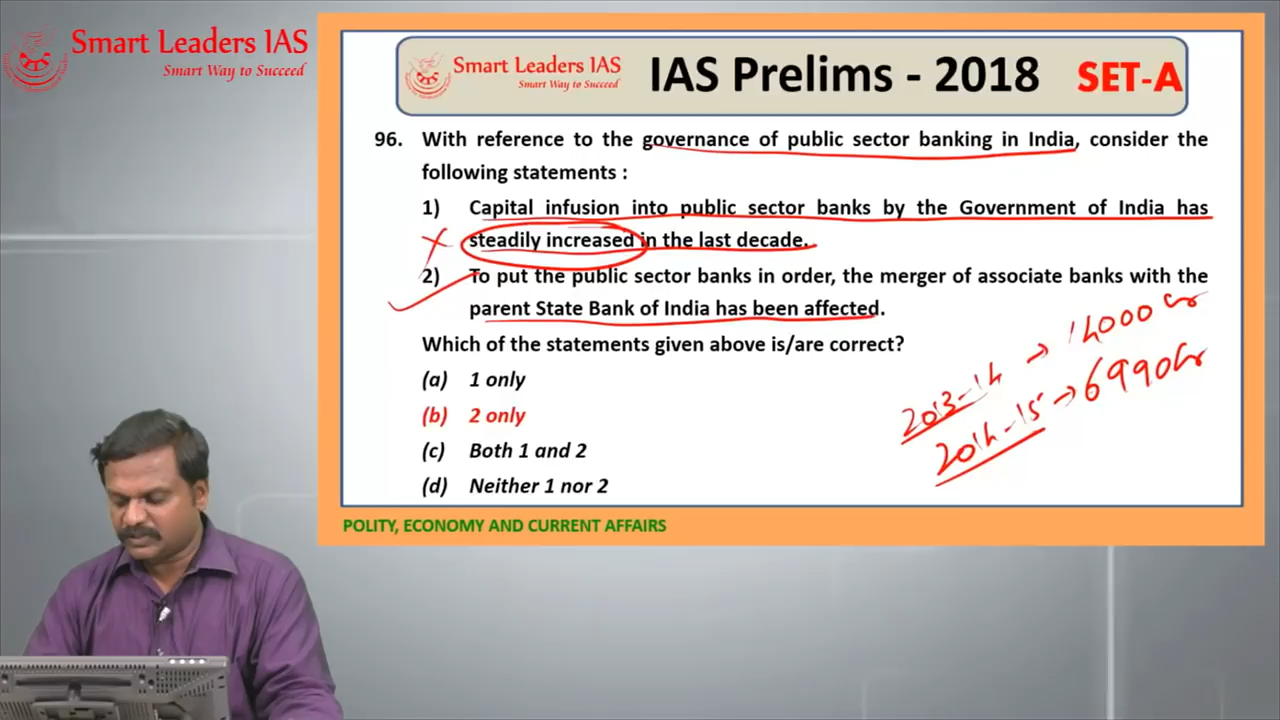 Smart Leaders IAS
Smart Way to Succeed
Smart Leaders IAS
Smart Way to Succeed
IAS Prelims - 2018 SET-A
96. With reference to the governance of public sector banking in India, consider the
following statements :
1) Capital infusion into public sector banks by the Government of India has
steadily increased in the last decade.
2) To put the public sector banks in order, the merger of associate banks with the
parent State Bank of India has been affected.
Which of the statements given above is/are correct?
(a) 1 only
(b) 2 only
(c) Both 1 and 2
(d) Neither 1 nor 2
2013-14 → 14000 Cr
2014-15 → 6990 Cr
POLITY, ECONOMY AND CURRENT AFFAIRS